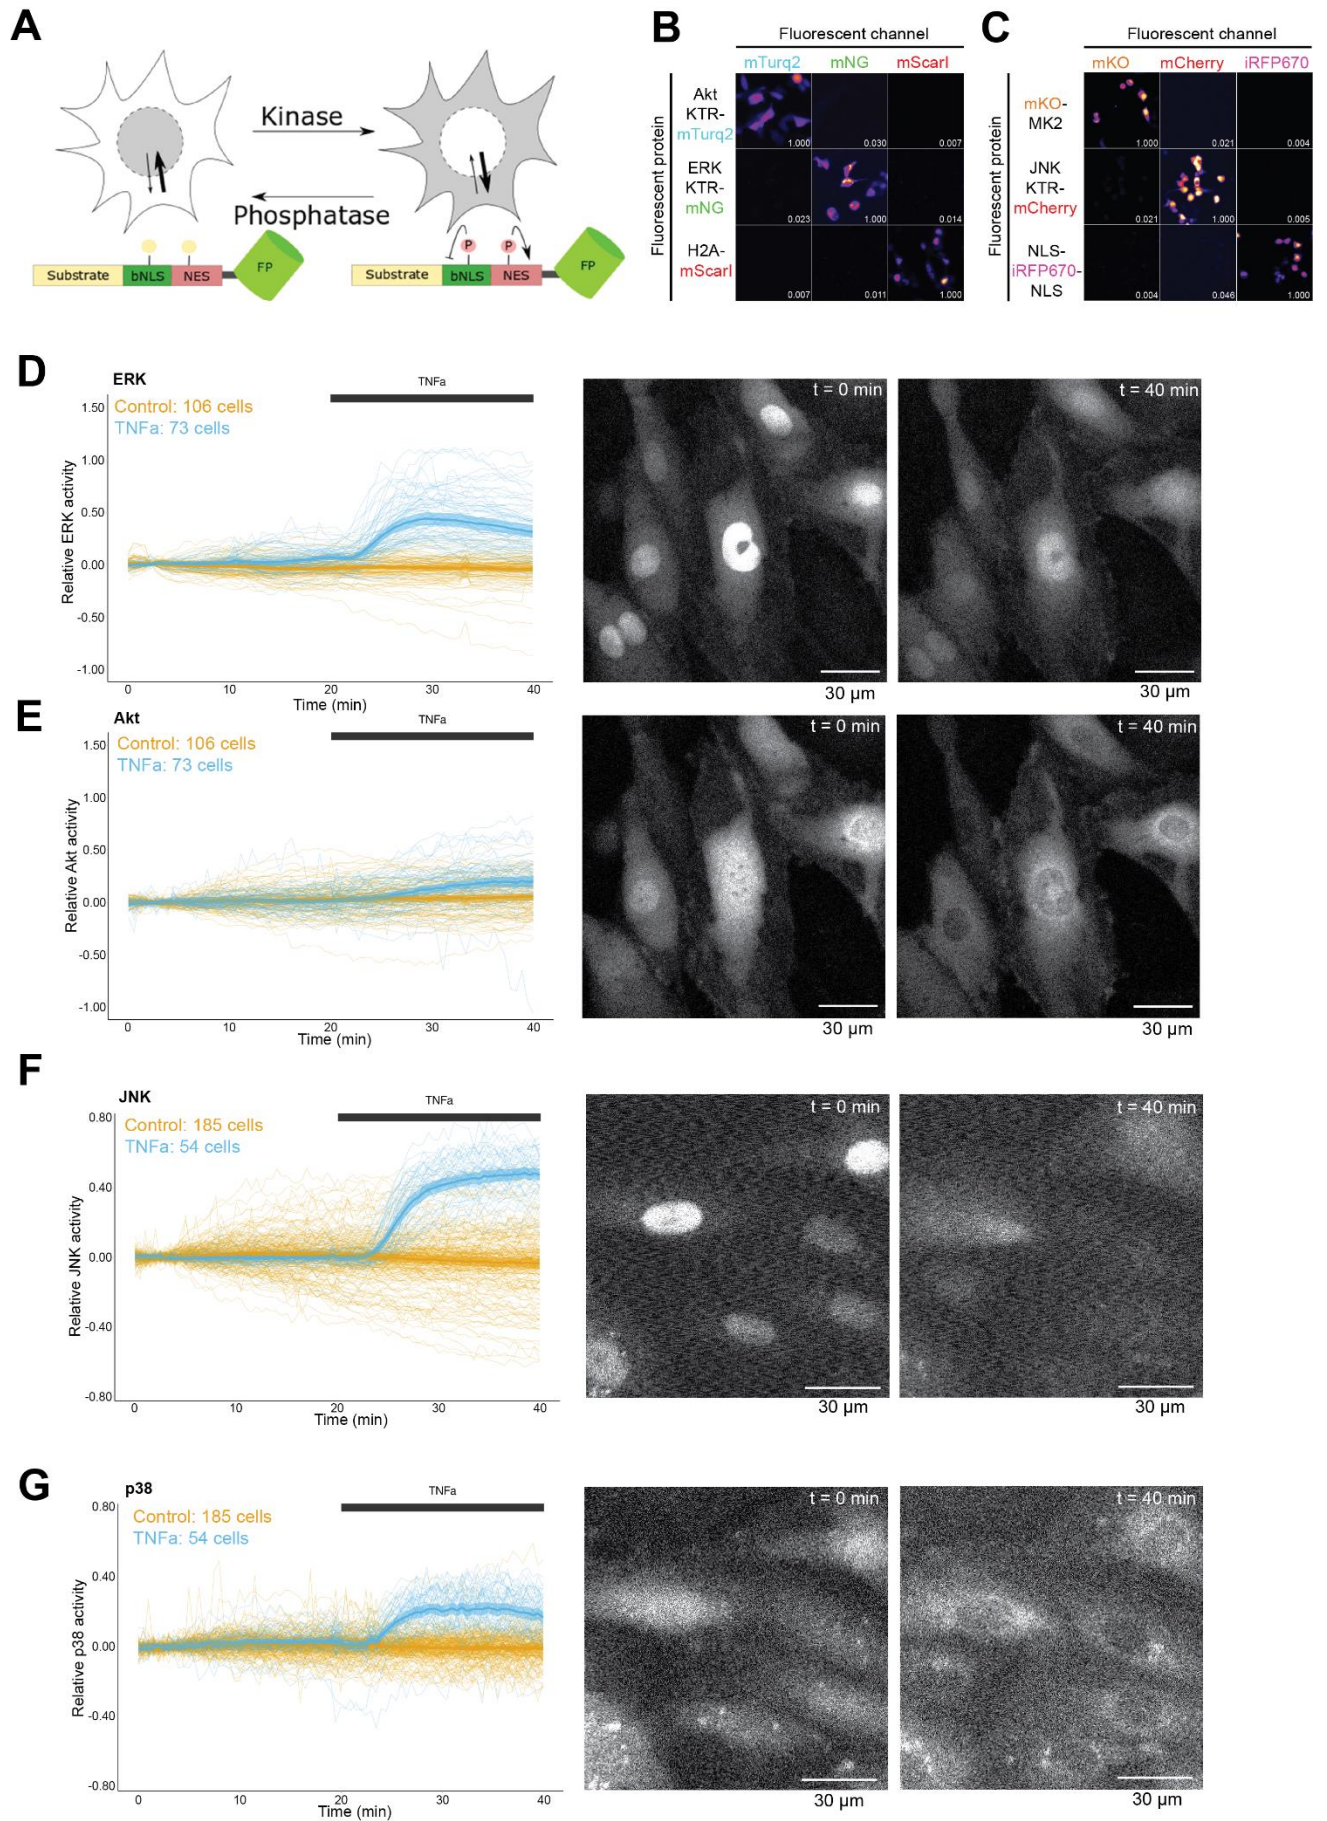 A
Kinase
Phosphatase
Substrate bNLS NES FP
P P
Substrate bNLS NES FP
B
Fluorescent channel
mTurq2 mNG mScarI
Fluorescent protein
Akt
KTR-
mTurq2
1.000 0.030 0.007
ERK
KTR-
mNG
0.023 1.000 0.014
H2A-
mScarI
0.007 0.011 1.000
C
Fluorescent channel
mKO mCherry iRFP670
Fluorescent protein
mKO-
MK2
1.000 0.021 0.004
JNK
KTR-
mCherry
0.021 1.000 0.005
NLS-
iRFP670-
NLS
0.004 0.046 1.000
D
ERK
TNFa
Control: 106 cells
TNFa: 73 cells
Relative ERK activity
1.50
1.00
0.50
0.00
-0.50
-1.00
0 10 20 30 40
Time (min)
t = 0 min
30 µm
t = 40 min
30 µm
E
Akt
TNFa
Control: 106 cells
TNFa: 73 cells
Relative Akt activity
1.50
1.00
0.50
0.00
-0.50
-1.00
0 10 20 30 40
Time (min)
t = 0 min
30 µm
t = 40 min
30 µm
F
JNK
TNFa
Control: 185 cells
TNFa: 54 cells
Relative JNK activity
0.80
0.40
0.00
-0.40
-0.80
0 10 20 30 40
Time (min)
t = 0 min
30 µm
t = 40 min
30 µm
G
p38
TNFa
Control: 185 cells
TNFa: 54 cells
Relative p38 activity
0.80
0.40
0.00
-0.40
-0.80
0 10 20 30 40
Time (min)
t = 0 min
30 µm
t = 40 min
30 µm